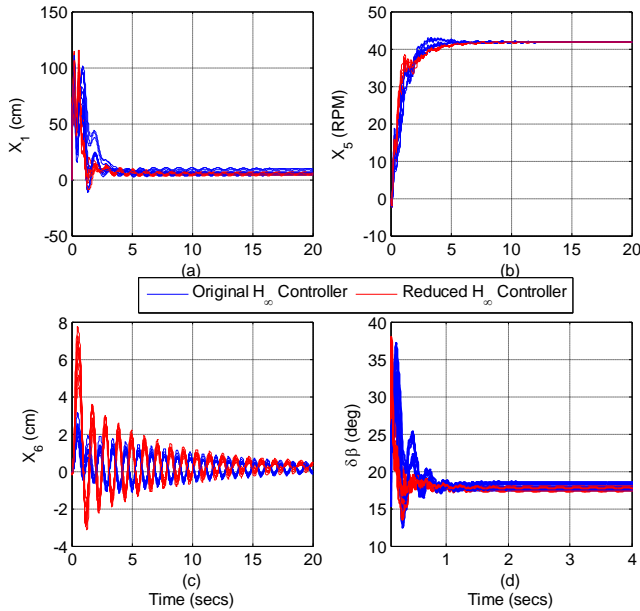 150
100
50
0
-50
X1 (cm)
0 5 10 15 20
(a)
50
40
30
20
10
0
-10
X5 (RPM)
0 5 10 15 20
(b)
Original H∞ Controller Reduced H∞ Controller
8
6
4
2
0
-2
-4
X6 (cm)
0 5 10 15 20
(c)
Time (secs)
40
35
30
25
20
15
10
δβ (deg)
1 2 3 4
(d)
Time (secs)